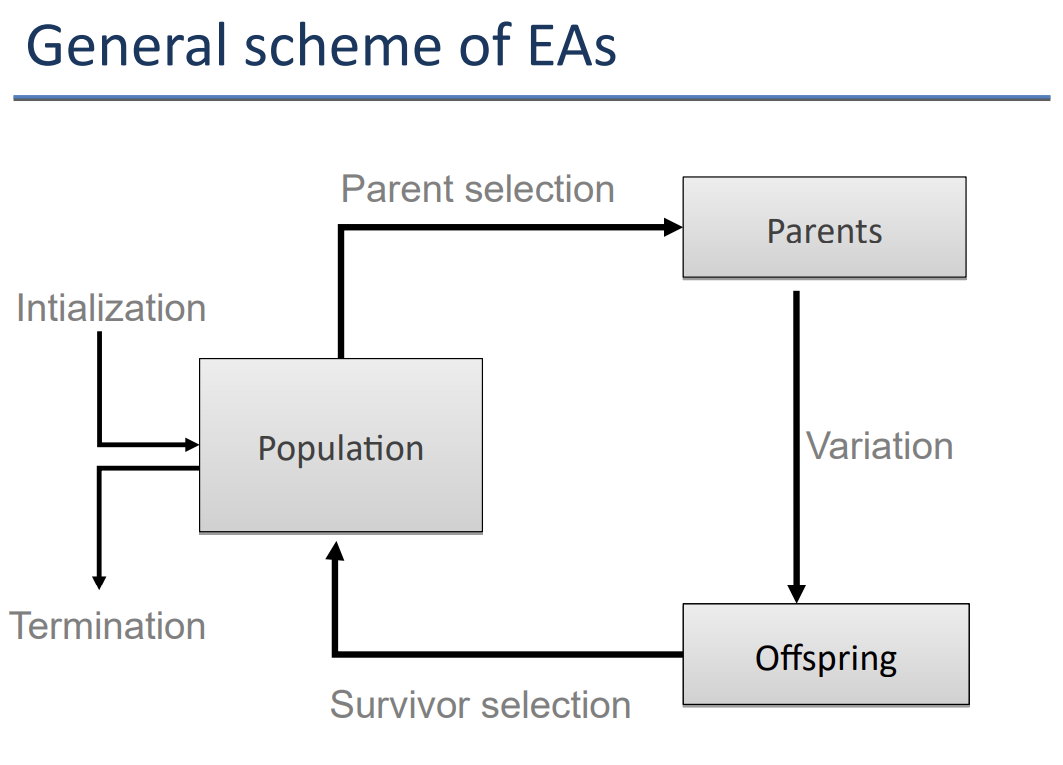 General scheme of EAs
Parent selection
Parents
Intialization
Population
Variation
Termination
Offspring
Survivor selection